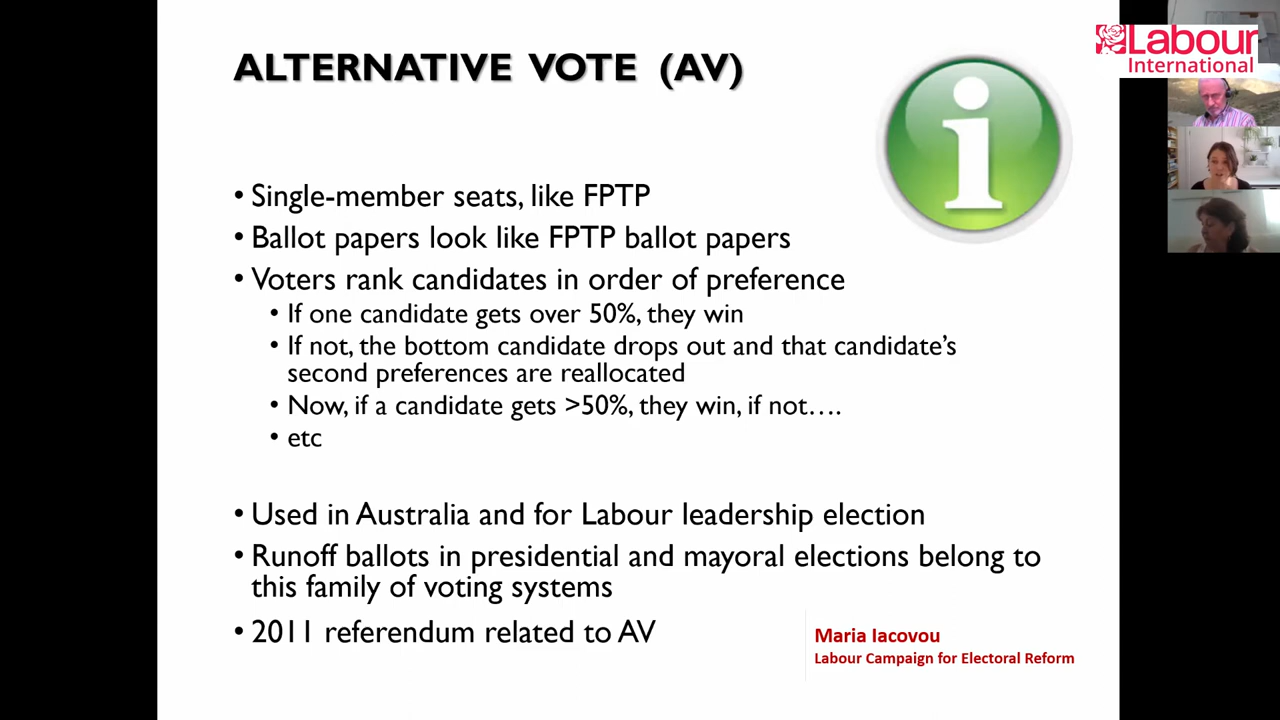 ALTERNATIVE VOTE (AV)
Labour
International
• Single-member seats, like FPTP
• Ballot papers look like FPTP ballot papers
• Voters rank candidates in order of preference
• If one candidate gets over 50%, they win
• If not, the bottom candidate drops out and that candidate’s
second preferences are reallocated
• Now, if a candidate gets >50%, they win, if not….
• etc
• Used in Australia and for Labour leadership election
• Runoff ballots in presidential and mayoral elections belong to
this family of voting systems
• 2011 referendum related to AV
Maria Iacovou
Labour Campaign for Electoral Reform